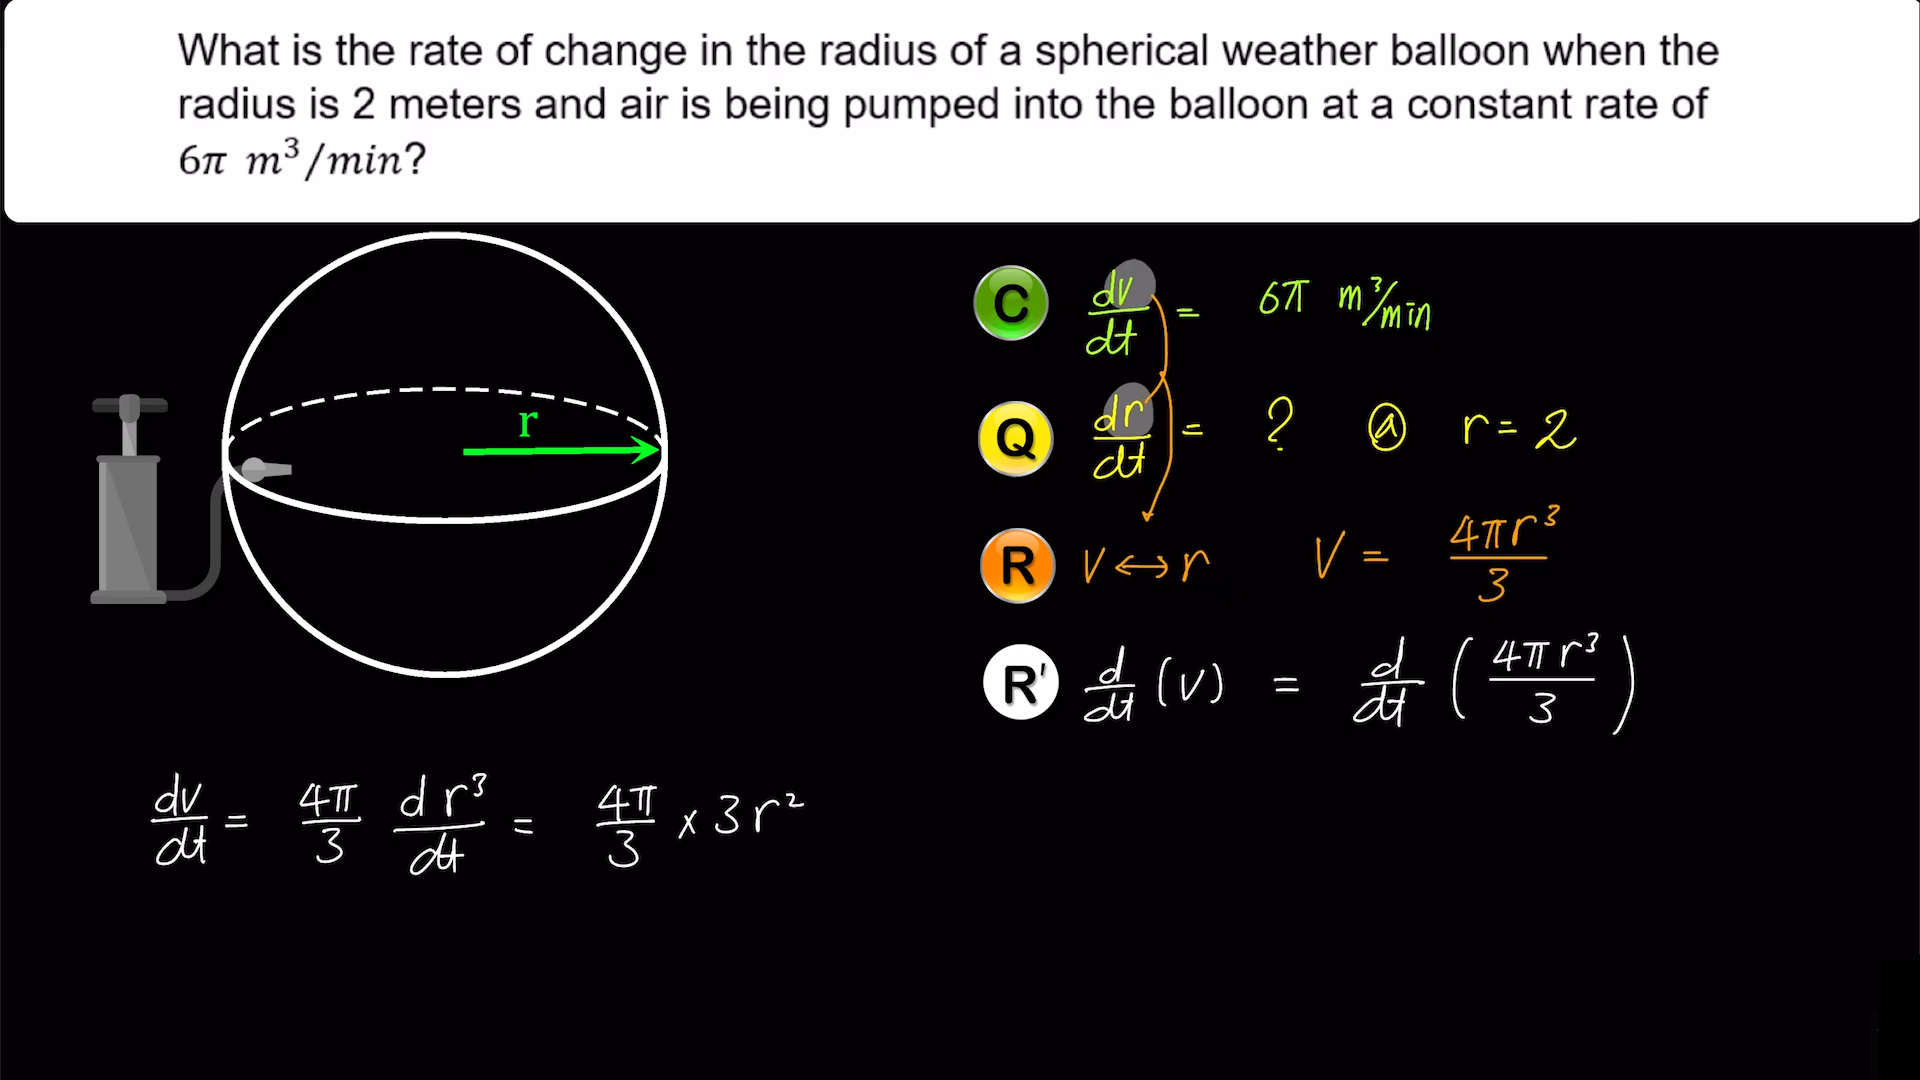 What is the rate of change in the radius of a spherical weather balloon when the
radius is 2 meters and air is being pumped into the balloon at a constant rate of
6π m³/min?
C dv/dt = 6π m³/min
r
Q dr/dt = ? @ r = 2
R V ↔ r V = 4πr³/3
R' d/dt (V) = d/dt (4πr³/3)
dv/dt = 4π/3 dr³/dt = 4π/3 × 3r²